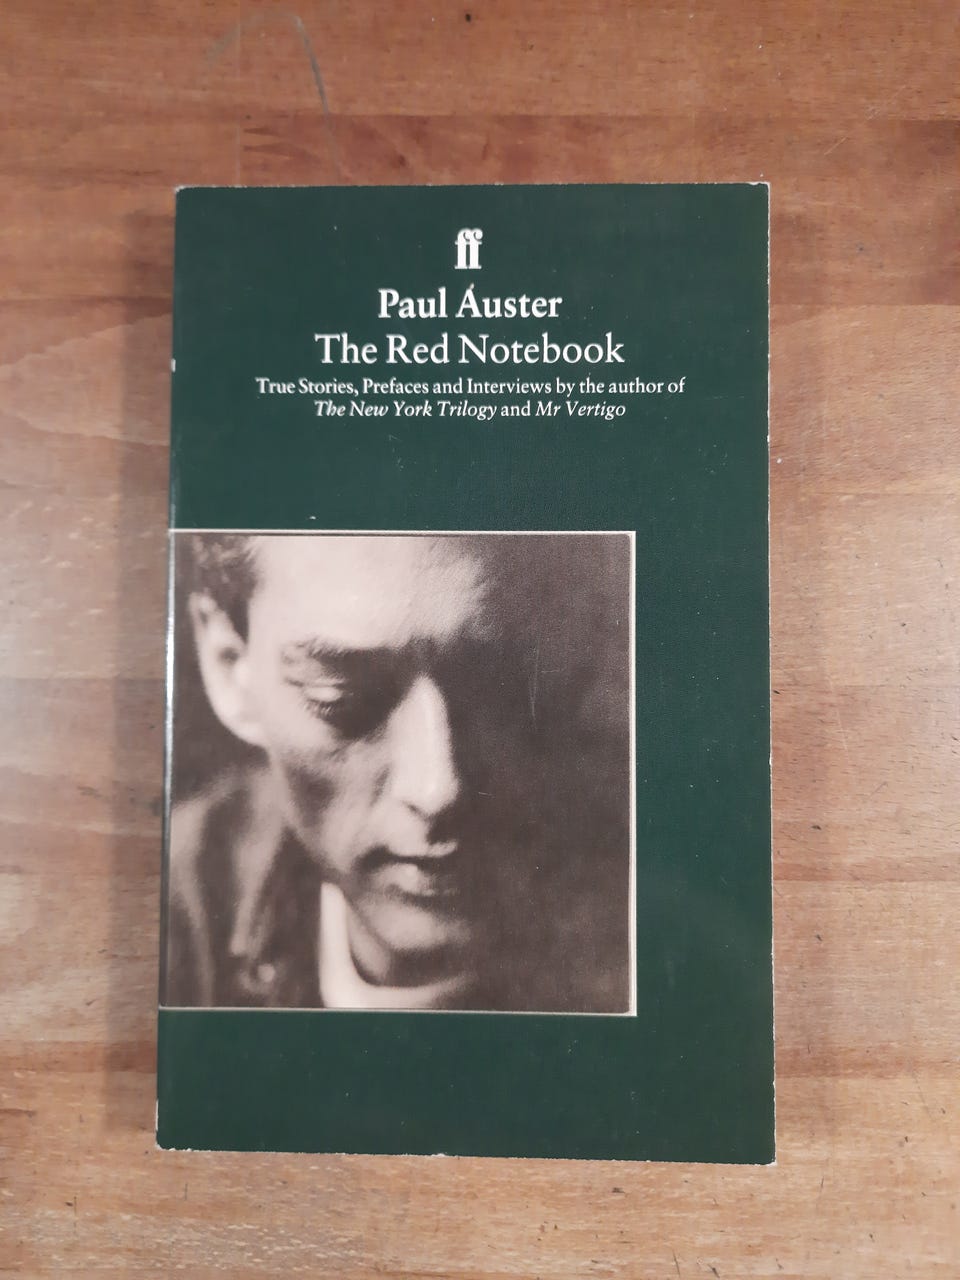 ff
Paul Auster
The Red Notebook
True Stories, Prefaces and Interviews by the author of
The New York Trilogy and Mr Vertigo